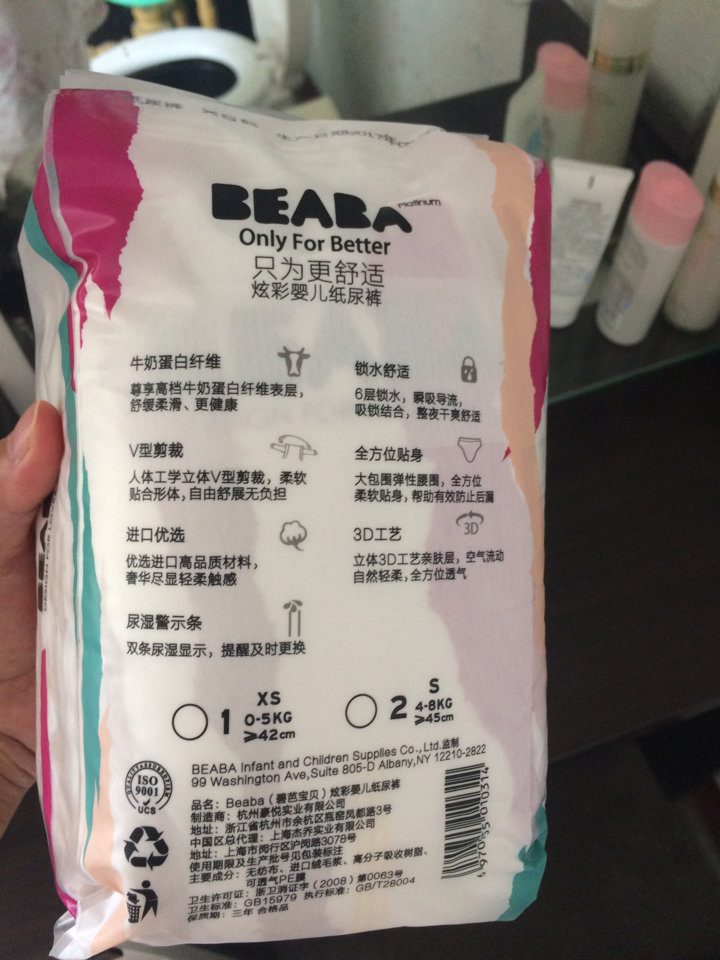 BEABA Platinum
Only For Better
只为更舒适
炫彩婴儿纸尿裤
牛奶蛋白纤维
尊享高档牛奶蛋白纤维表层，
舒缓柔滑、更健康
锁水舒适
6层锁水，瞬吸导流，
吸锁结合，整夜干爽舒适
V型剪裁
人体工学立体V型剪裁，柔软
贴合形体，自由舒展无负担
全方位贴身
大包围弹性腰围，全方位
柔软贴身，帮助有效防止后漏
进口优选
优选进口高品质材料，
奢华尽显轻柔触感
3D工艺
3D
立体3D工艺亲肤层，空气流动
自然轻柔，全方位透气
尿湿警示条
双条尿湿显示，提醒及时更换
1 XS
0-5KG
≥42cm
2 S
4-8KG
≥45cm
BEABA Infant and Children Supplies Co.,Ltd.监制
99 Washington Ave,Suite 805-D Albany,NY 12210-2822
ISO
9001
UCS
品名：Beaba（碧芭宝贝）炫彩婴儿纸尿裤
制造商：杭州豪悦实业有限公司
地址：浙江省杭州市余杭区瓶窑凤都路3号
中国区总代理：上海杰乔实业有限公司
地址：上海市闵行区沪闵路3078号
使用期限及生产批号见包装标注
主要成分：无纺布、进口绒毛浆、高分子吸收树脂、
可透气PE膜
卫生许可证：浙卫消证字（2008）第0063号
卫生标准：GB15979 执行标准：GB/T28004
保质期：三年 合格品